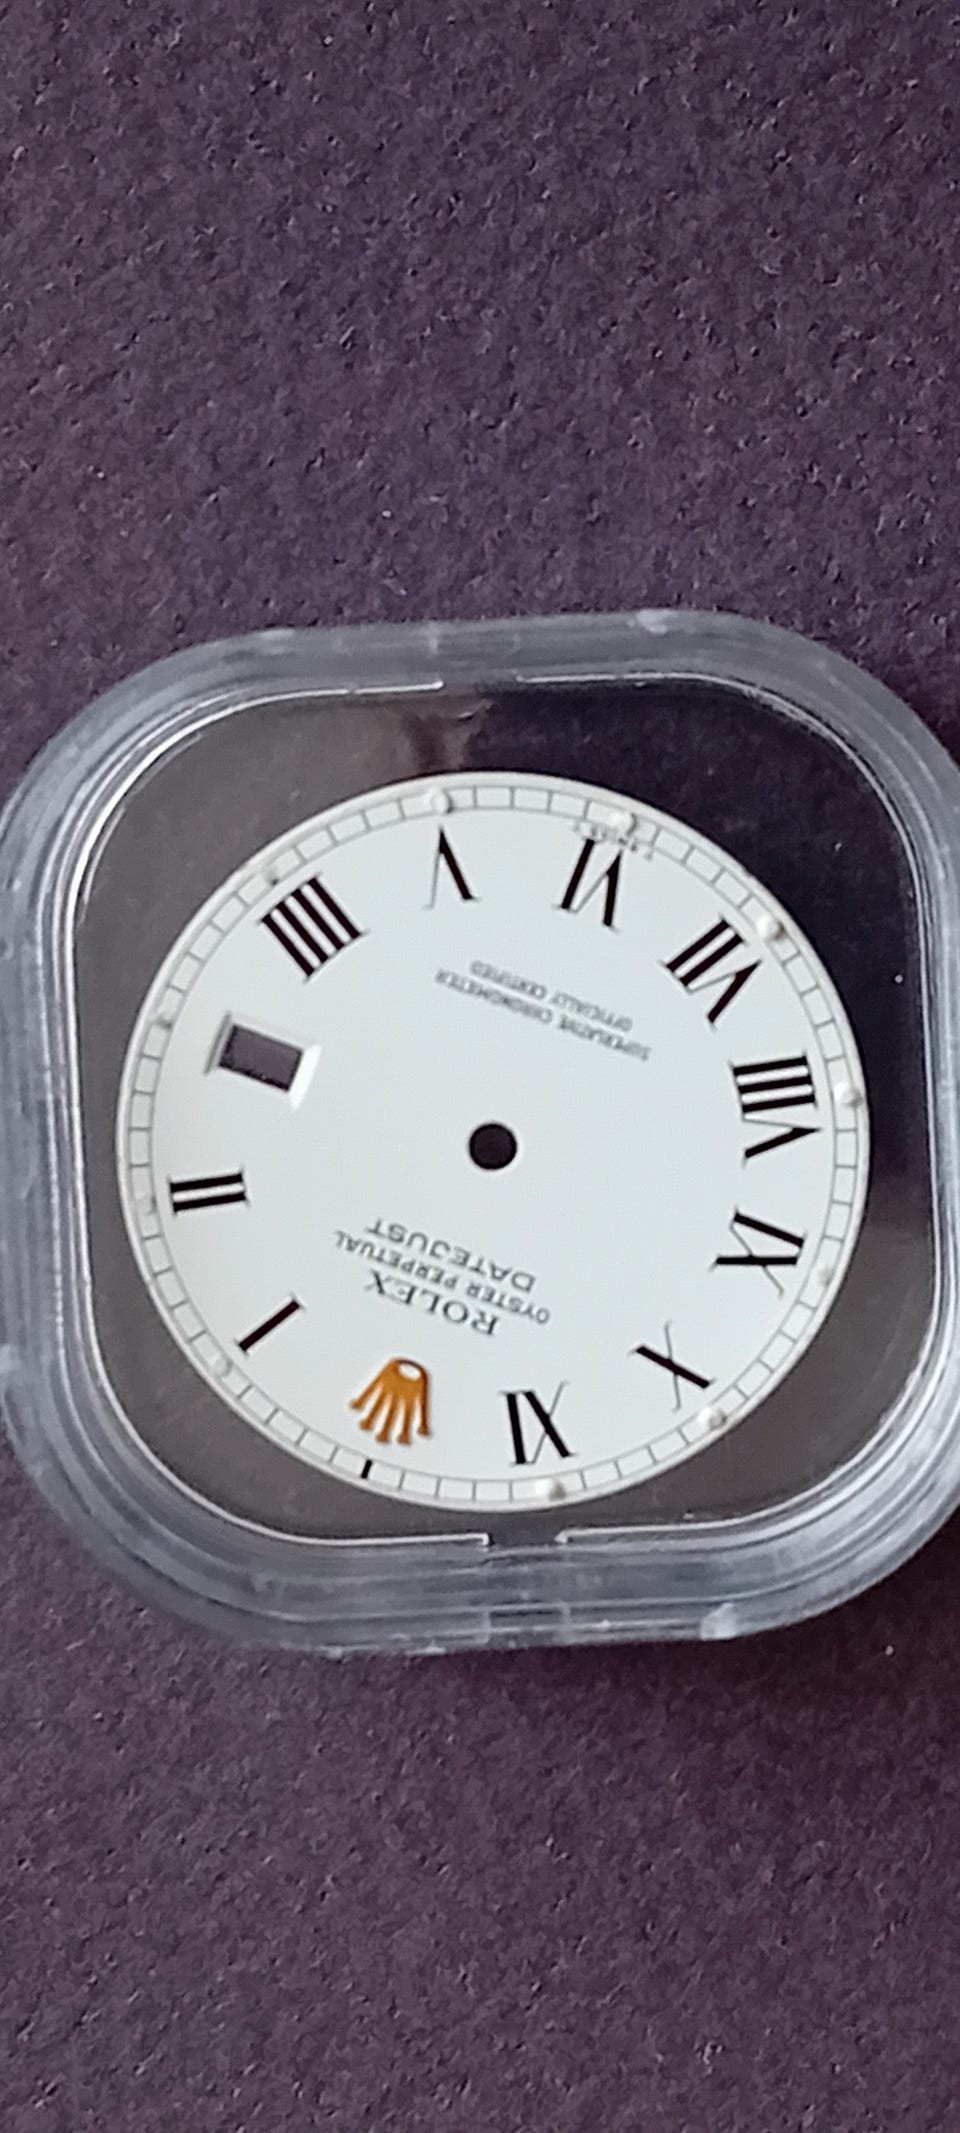 ROLEX
OYSTER PERPETUAL
DATEJUST
SUPERLATIVE CHRONOMETER
OFFICIALLY CERTIFIED
I
II
IIII
V
VI
VII
VIII
IX
X
XI